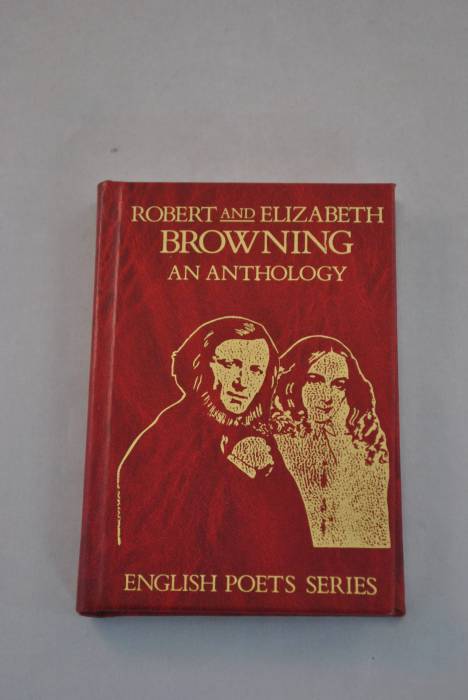 ROBERT AND ELIZABETH
BROWNING
AN ANTHOLOGY
ENGLISH POETS SERIES